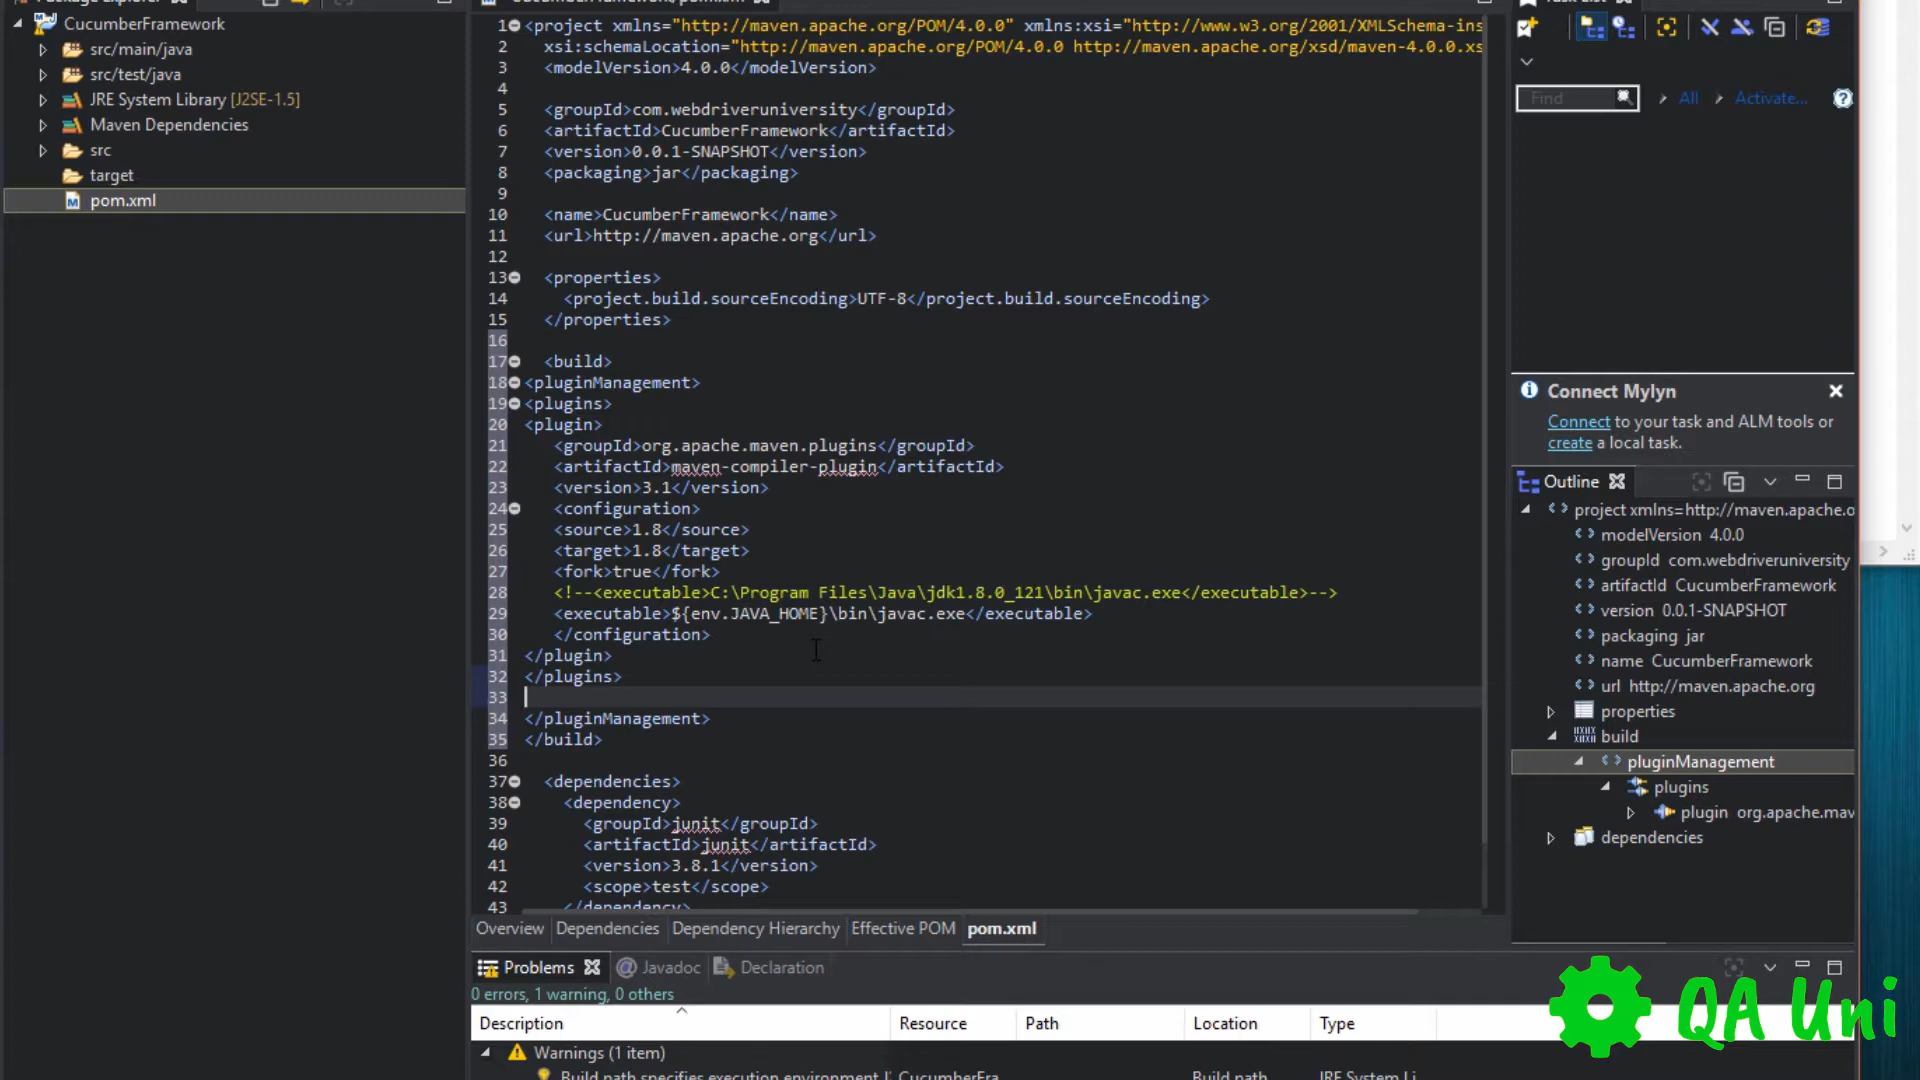 CucumberFramework
src/main/java
src/test/java
JRE System Library [J2SE-1.5]
Maven Dependencies
src
target
pom.xml
1 <project xmlns="http://maven.apache.org/POM/4.0.0" xmlns:xsi="http://www.w3.org/2001/XMLSchema-ins
2 xsi:schemaLocation="http://maven.apache.org/POM/4.0.0 http://maven.apache.org/xsd/maven-4.0.0.xs
3 <modelVersion>4.0.0</modelVersion>
4
5 <groupId>com.webdriveruniversity</groupId>
6 <artifactId>CucumberFramework</artifactId>
7 <version>0.0.1-SNAPSHOT</version>
8 <packaging>jar</packaging>
9
10 <name>CucumberFramework</name>
11 <url>http://maven.apache.org</url>
12
13 <properties>
14 <project.build.sourceEncoding>UTF-8</project.build.sourceEncoding>
15 </properties>
16
17 <build>
18 <pluginManagement>
19 <plugins>
20 <plugin>
21 <groupId>org.apache.maven.plugins</groupId>
22 <artifactId>maven-compiler-plugin</artifactId>
23 <version>3.1</version>
24 <configuration>
25 <source>1.8</source>
26 <target>1.8</target>
27 <fork>true</fork>
28 <!--<executable>C:\Program Files\Java\jdk1.8.0_121\bin\javac.exe</executable>-->
29 <executable>${env.JAVA_HOME}\bin\javac.exe</executable>
30 </configuration>
31 </plugin>
32 </plugins>
33
34 </pluginManagement>
35 </build>
36
37 <dependencies>
38 <dependency>
39 <groupId>junit</groupId>
40 <artifactId>junit</artifactId>
41 <version>3.8.1</version>
42 <scope>test</scope>
43 </dependency>
Overview Dependencies Dependency Hierarchy Effective POM pom.xml
Problems Javadoc Declaration
0 errors, 1 warning, 0 others
Description Resource Path Location Type
Warnings (1 item)
Build path specifies execution environment CucumberFra Build path JRE System Li
Find All Activate...
Connect Mylyn
Connect to your task and ALM tools or
create a local task.
Outline
project xmlns=http://maven.apache.o
modelVersion 4.0.0
groupId com.webdriveruniversity
artifactId CucumberFramework
version 0.0.1-SNAPSHOT
packaging jar
name CucumberFramework
url http://maven.apache.org
properties
build
pluginManagement
plugins
plugin org.apache.mav
dependencies
QA Uni